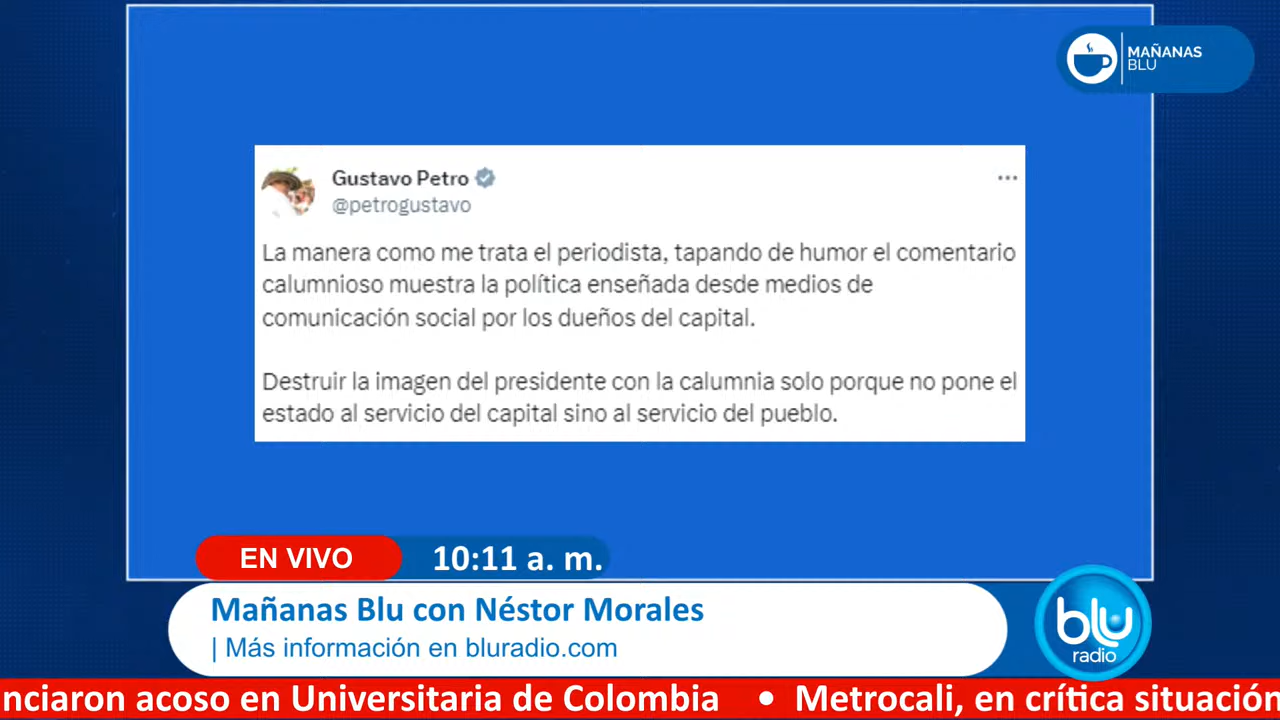 MAÑANAS
BLU
Gustavo Petro
@petrogustavo
La manera como me trata el periodista, tapando de humor el comentario
calumnioso muestra la política enseñada desde medios de
comunicación social por los dueños del capital.
Destruir la imagen del presidente con la calumnia solo porque no pone el
estado al servicio del capital sino al servicio del pueblo.
EN VIVO
10:11 a. m.
Mañanas Blu con Néstor Morales
| Más información en bluradio.com
blu
radio
nciaron acoso en Universitaria de Colombia • Metrocali, en crítica situación